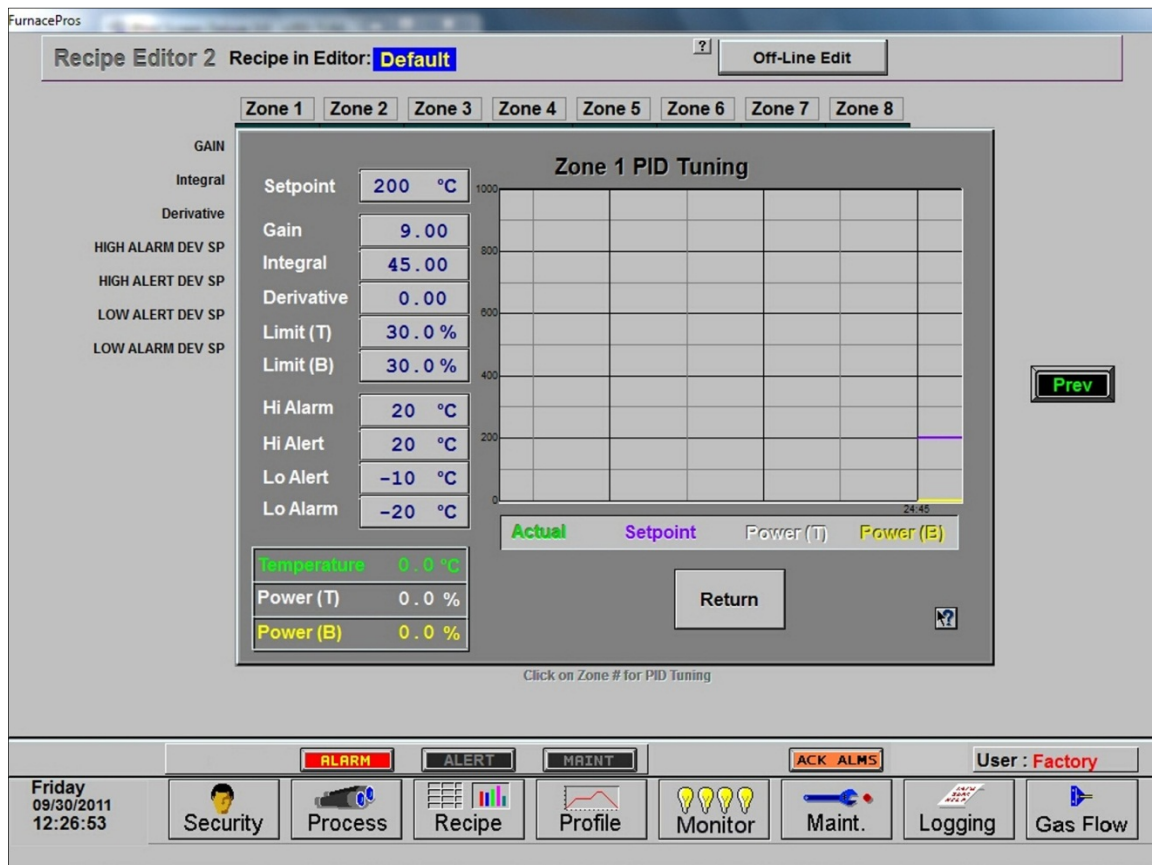 FurnacePros
Recipe Editor 2 Recipe in Editor: Default
?
Off-Line Edit
Zone 1 Zone 2 Zone 3 Zone 4 Zone 5 Zone 6 Zone 7 Zone 8
GAIN
Integral
Derivative
HIGH ALARM DEV SP
HIGH ALERT DEV SP
LOW ALERT DEV SP
LOW ALARM DEV SP
Zone 1 PID Tuning
Setpoint 200 °C
Gain 9.00
Integral 45.00
Derivative 0.00
Limit (T) 30.0 %
Limit (B) 30.0 %
Hi Alarm 20 °C
Hi Alert 20 °C
Lo Alert -10 °C
Lo Alarm -20 °C
Temperature 0.0 °C
Power (T) 0.0 %
Power (B) 0.0 %
1000
800
600
400
200
0
24:45
Actual Setpoint Power (T) Power (B)
Return
?
Prev
Click on Zone # for PID Tuning
ALARM ALERT MAINT ACK ALMS User : Factory
Friday
09/30/2011
12:26:53
Security Process Recipe Profile Monitor Maint. Logging Gas Flow